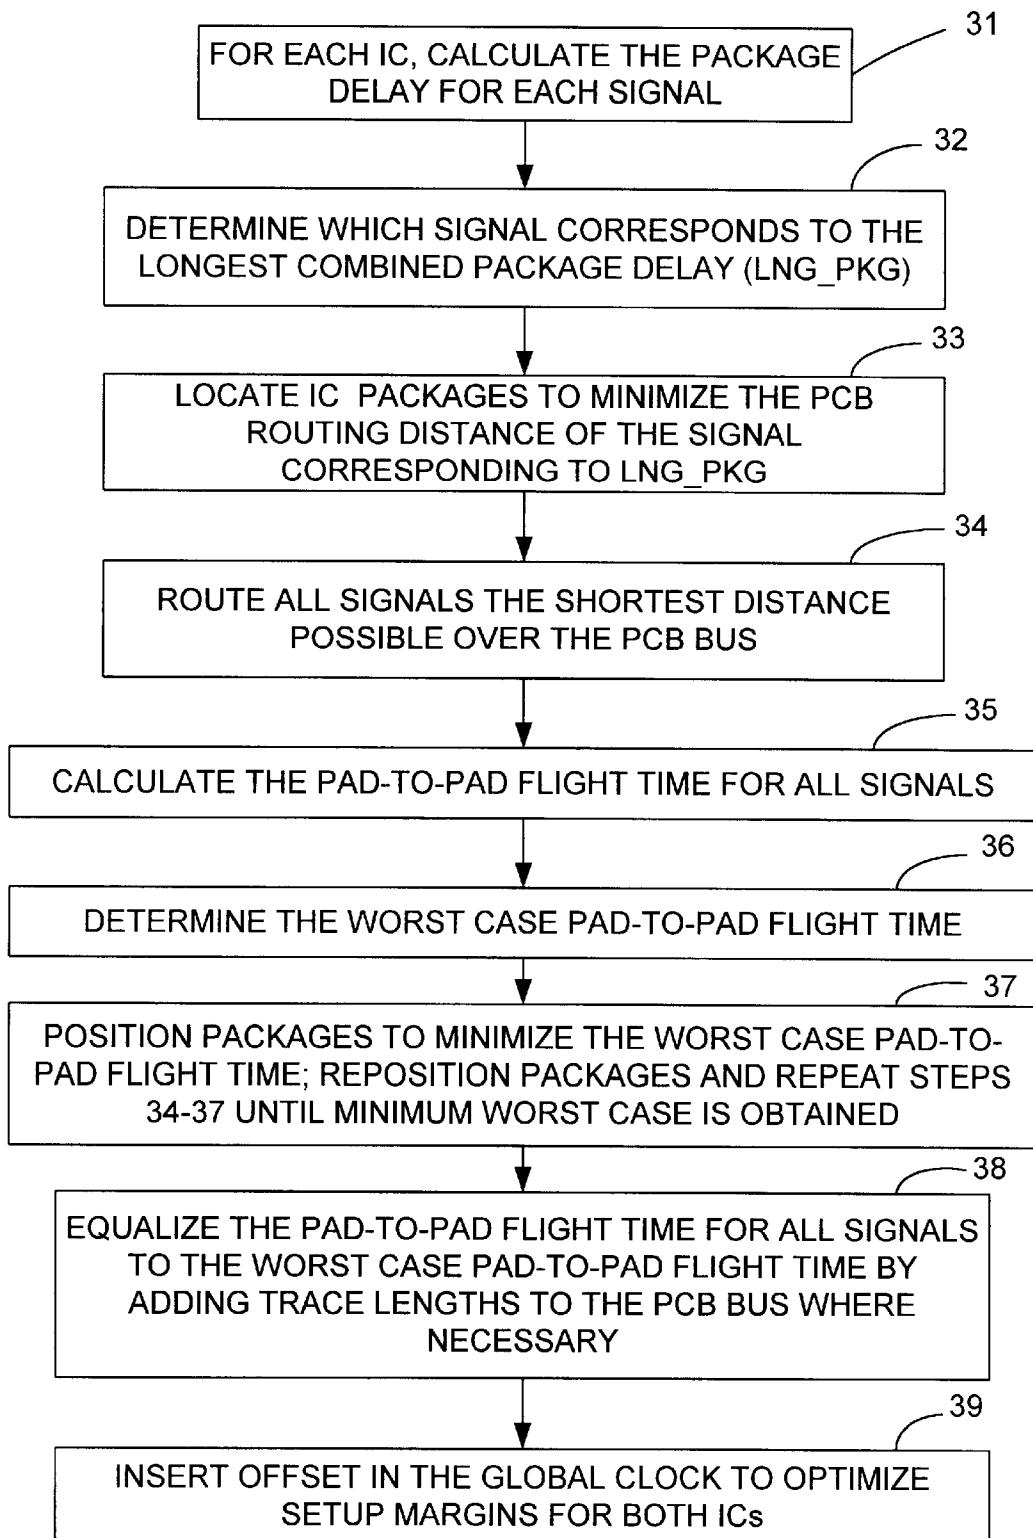 31
FOR EACH IC, CALCULATE THE PACKAGE
DELAY FOR EACH SIGNAL
32
DETERMINE WHICH SIGNAL CORRESPONDS TO THE
LONGEST COMBINED PACKAGE DELAY (LNG_PKG)
33
LOCATE IC PACKAGES TO MINIMIZE THE PCB
ROUTING DISTANCE OF THE SIGNAL
CORRESPONDING TO LNG_PKG
34
ROUTE ALL SIGNALS THE SHORTEST DISTANCE
POSSIBLE OVER THE PCB BUS
35
CALCULATE THE PAD-TO-PAD FLIGHT TIME FOR ALL SIGNALS
36
DETERMINE THE WORST CASE PAD-TO-PAD FLIGHT TIME
37
POSITION PACKAGES TO MINIMIZE THE WORST CASE PAD-TO-
PAD FLIGHT TIME; REPOSITION PACKAGES AND REPEAT STEPS
34-37 UNTIL MINIMUM WORST CASE IS OBTAINED
38
EQUALIZE THE PAD-TO-PAD FLIGHT TIME FOR ALL SIGNALS
TO THE WORST CASE PAD-TO-PAD FLIGHT TIME BY
ADDING TRACE LENGTHS TO THE PCB BUS WHERE
NECESSARY
39
INSERT OFFSET IN THE GLOBAL CLOCK TO OPTIMIZE
SETUP MARGINS FOR BOTH ICs